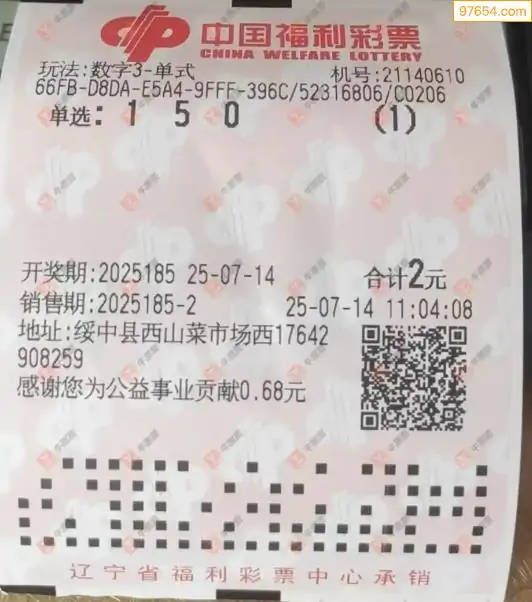 97654.com
中国福利彩票
CHINA WELFARE LOTTERY
玩法:数字3-单式 机号:21140610
66FB-D8DA-E5A4-9FFF-396C/52316806/C0206
单选: 1 5 0 (1)
开奖期:2025185 25-07-14 合计2元
销售期:2025185-2 25-07-14 11:04:08
地址:绥中县西山菜市场西17642
908259
感谢您为公益事业贡献0.68元
辽宁省福利彩票中心承销